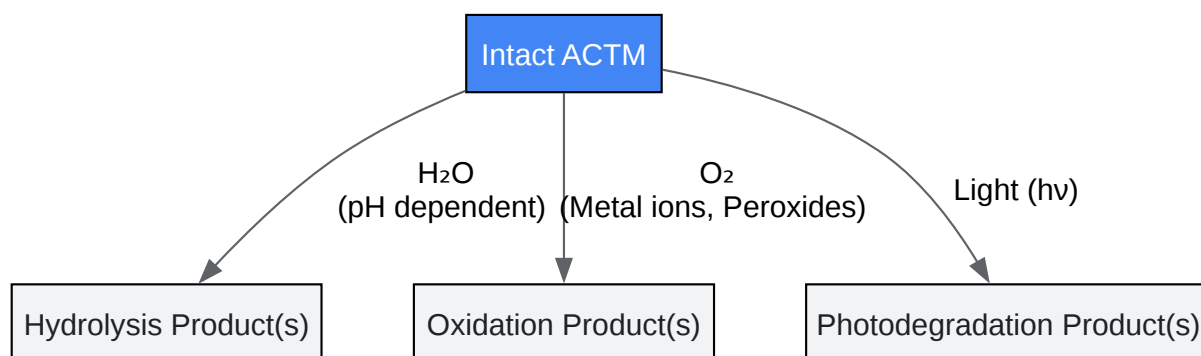 Intact ACTM
H₂O
(pH dependent)
O₂
(Metal ions, Peroxides)
Light (hν)
Hydrolysis Product(s)
Oxidation Product(s)
Photodegradation Product(s)